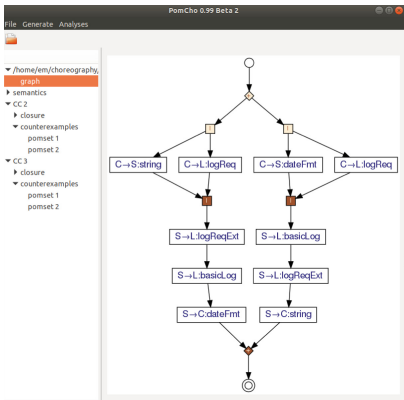 PomCho 0.99 Beta 2
File Generate Analyses
/home/em/choreography,
graph
semantics
CC 2
closure
counterexamples
pomset 1
pomset 2
CC 3
closure
counterexamples
pomset 1
pomset 2
+
| |
C→S:string C→L:logReq C→S:dateFmt C→L:logReq
| |
S→L:logReqExt S→L:basicLog
S→L:basicLog S→L:logReqExt
S→C:dateFmt S→C:string
+